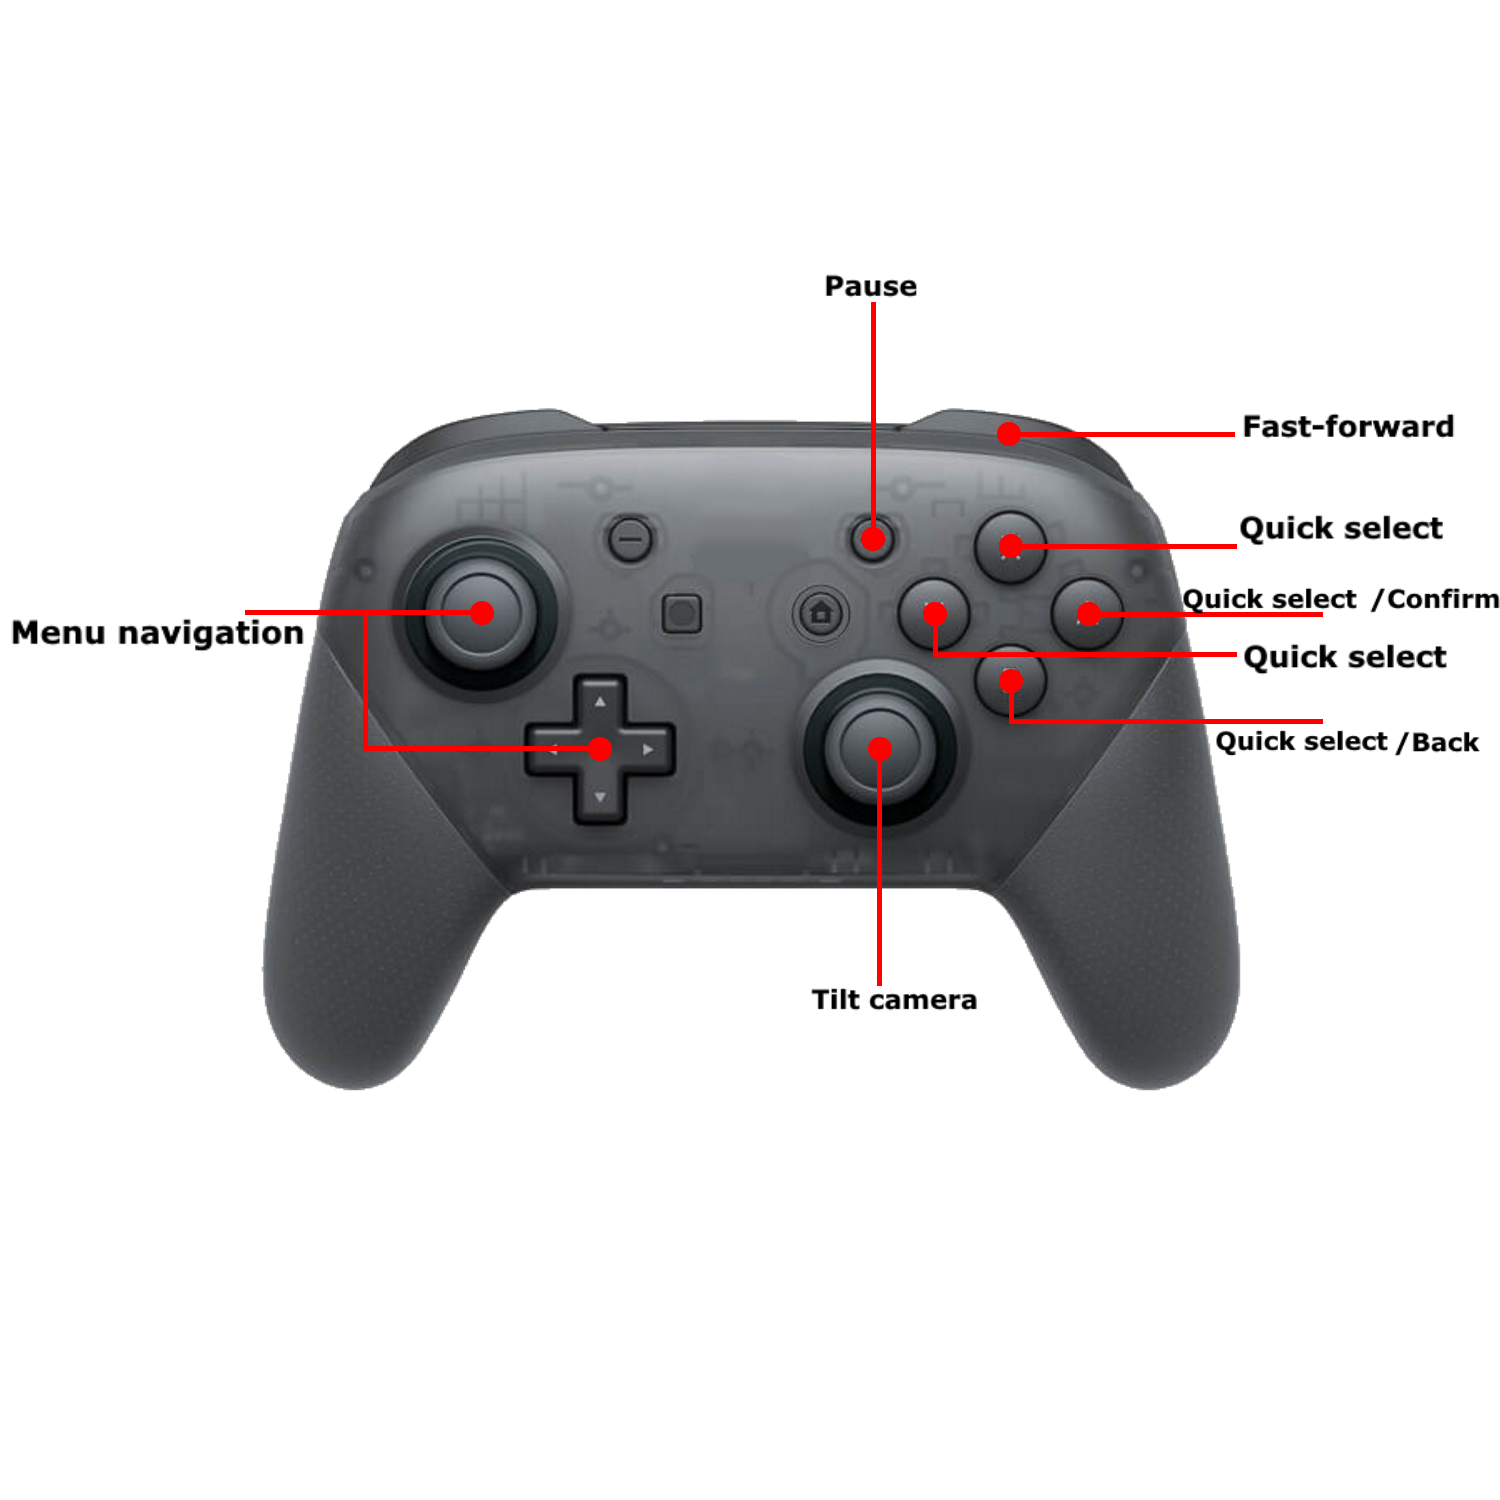 Pause
Fast-forward
Quick select
Quick select /Confirm
Menu navigation
Quick select
Quick select /Back
Tilt camera